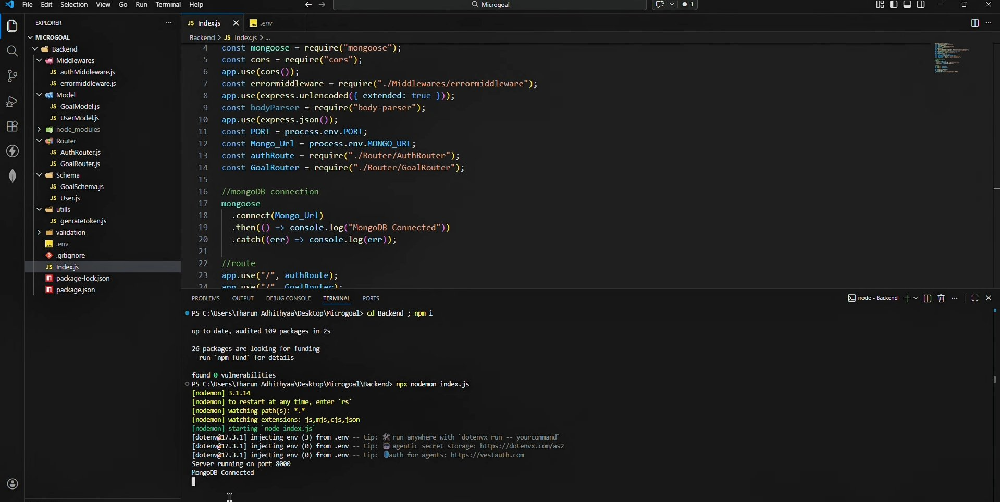 File Edit Selection View Go Run Terminal Help
Microgoal
1
EXPLORER
MICROGOAL
Backend
Middlewares
JS authMiddleware.js
JS errormiddleware.js
Model
JS GoalModel.js
JS UserModel.js
node_modules
Router
JS AuthRouter.js
JS GoalRouter.js
Schema
JS GoalSchema.js
JS User.js
utills
JS genratetoken.js
validation
.env
.gitignore
JS Index.js
package-lock.json
package.json
JS Index.js
.env
Backend > JS Index.js > ...
4 const mongoose = require("mongoose");
5 const cors = require("cors");
6 app.use(cors());
7 const errormiddleware = require("./Middlewares/errormiddleware");
8 app.use(express.urlencoded({ extended: true }));
9 const bodyParser = require("body-parser");
10 app.use(express.json());
11 const PORT = process.env.PORT;
12 const Mongo_Url = process.env.MONGO_URL;
13 const authRoute = require("./Router/AuthRouter");
14 const GoalRouter = require("./Router/GoalRouter");
15
16 //mongoDB connection
17 mongoose
18 .connect(Mongo_Url)
19 .then(() => console.log("MongoDB Connected"))
20 .catch((err) => console.log(err));
21
22 //route
23 app.use("/", authRoute);
24 app.use("/", GoalRouter);
PROBLEMS OUTPUT DEBUG CONSOLE TERMINAL PORTS
node - Backend
PS C:\Users\Tharun Adhithyaa\Desktop\Microgoal> cd Backend ; npm i
up to date, audited 109 packages in 2s
26 packages are looking for funding
run `npm fund` for details
found 0 vulnerabilities
PS C:\Users\Tharun Adhithyaa\Desktop\Microgoal\Backend> npx nodemon index.js
[nodemon] 3.1.14
[nodemon] to restart at any time, enter `rs`
[nodemon] watching path(s): *.*
[nodemon] watching extensions: js,mjs,cjs,json
[nodemon] starting `node index.js`
[dotenv@17.3.1] injecting env (3) from .env -- tip: 🛠️ run anywhere with `dotenvx run -- yourcommand`
[dotenv@17.3.1] injecting env (0) from .env -- tip: 🤖 agentic secret storage: https://dotenvx.com/as2
[dotenv@17.3.1] injecting env (0) from .env -- tip: 🛡️ auth for agents: https://vestauth.com
Server running on port 8000
MongoDB Connected